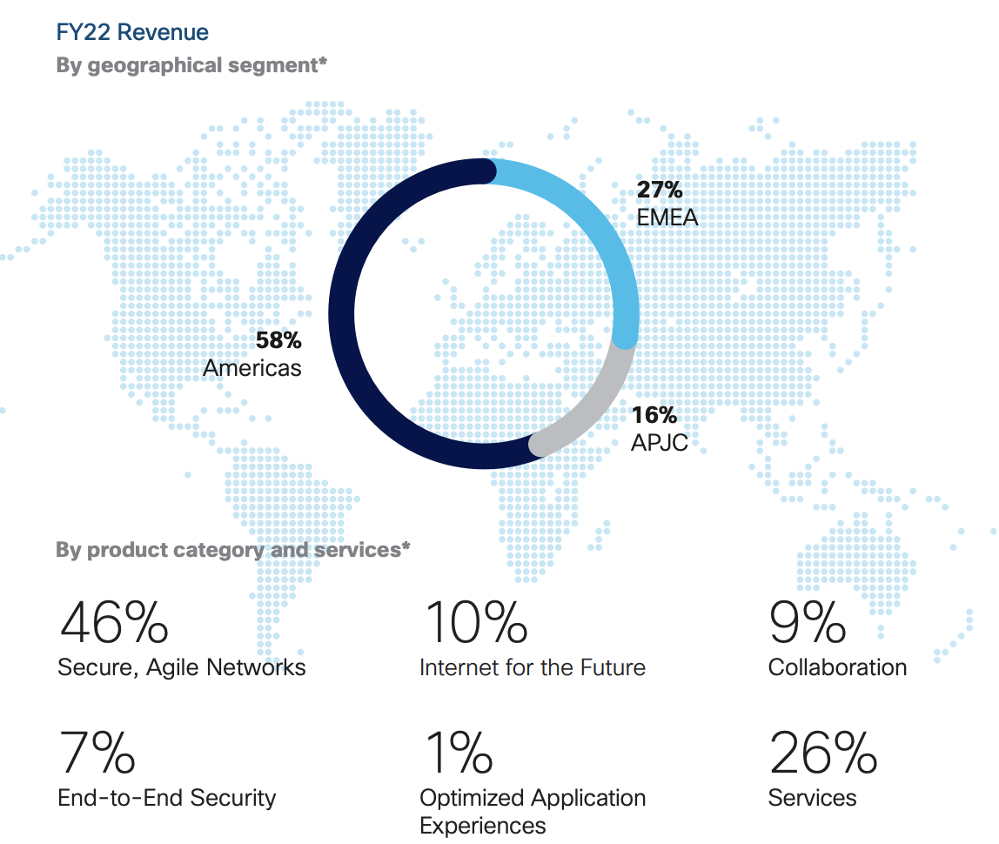 FY22 Revenue
By geographical segment*
27%
EMEA
58%
Americas
16%
APJC
By product category and services*
46%
Secure, Agile Networks
10%
Internet for the Future
9%
Collaboration
7%
End-to-End Security
1%
Optimized Application
Experiences
26%
Services